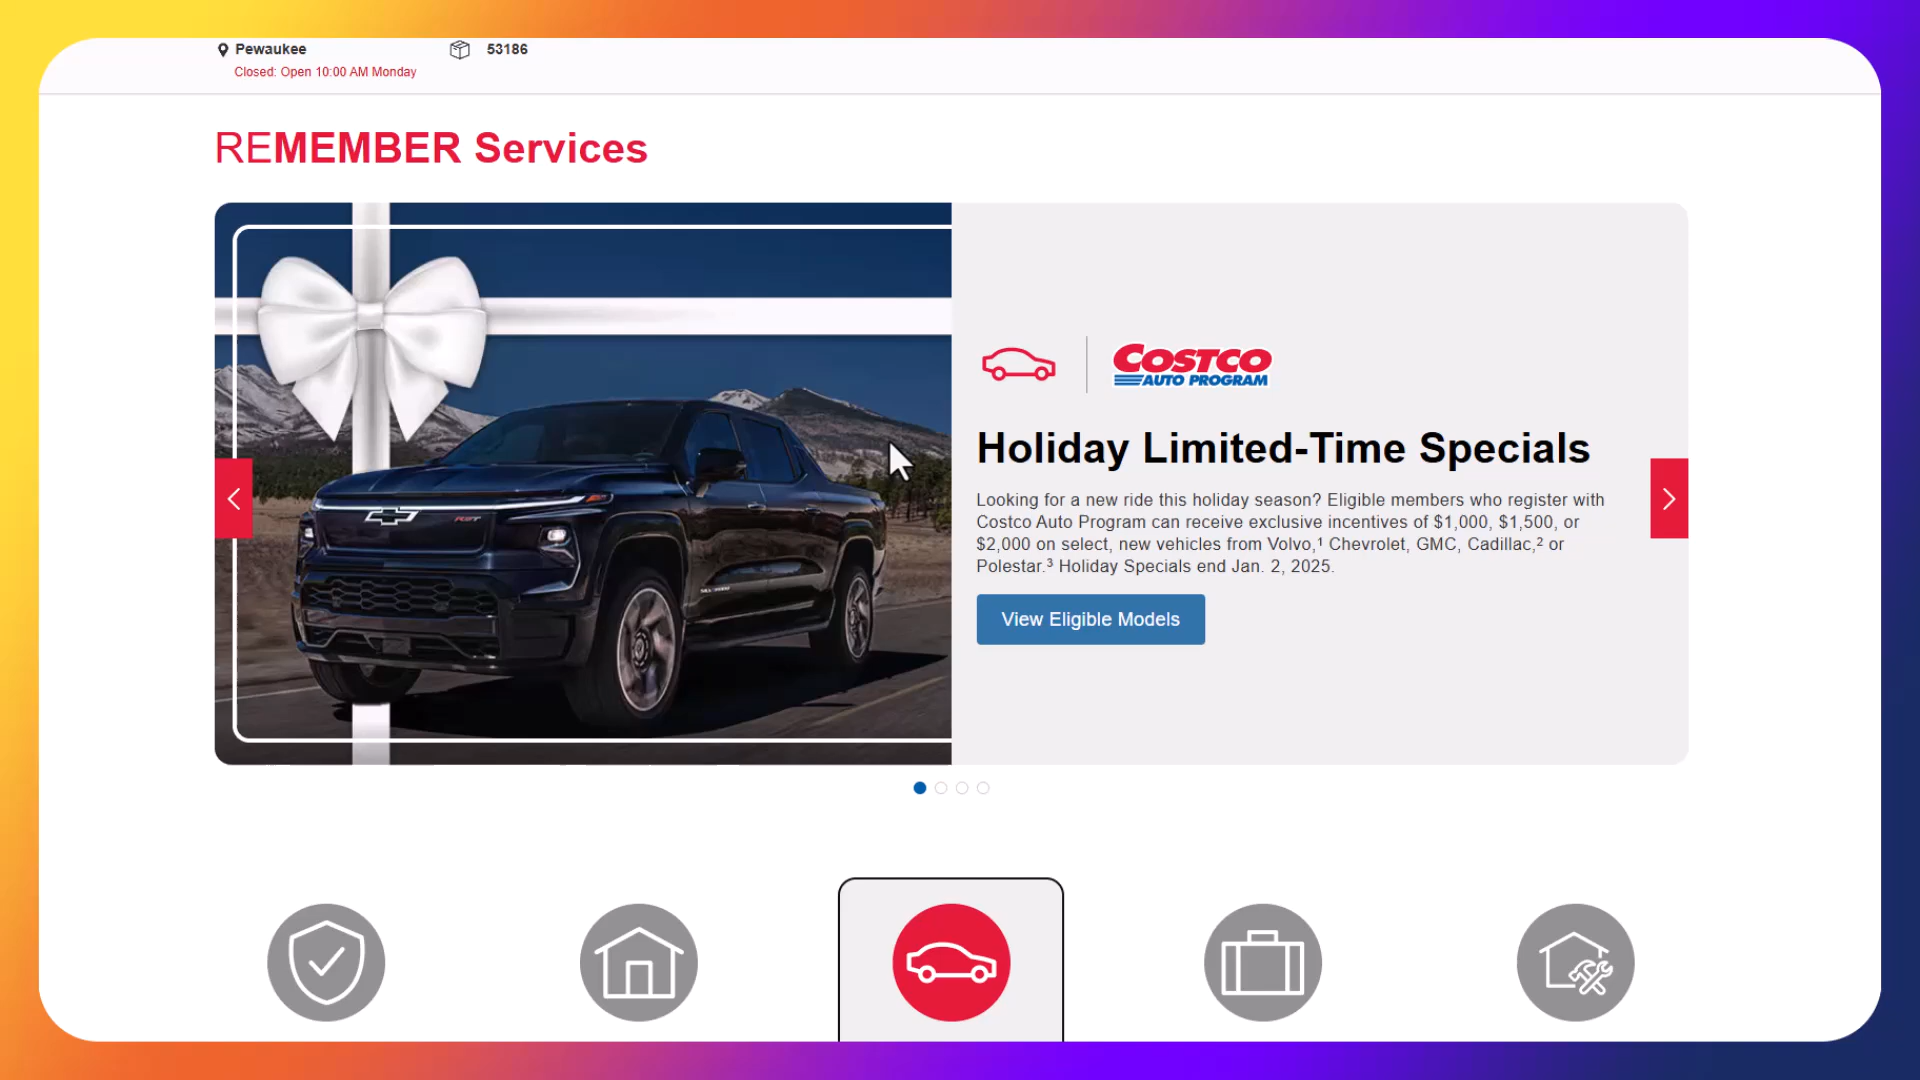 Pewaukee
53186
Closed: Open 10:00 AM Monday
REMEMBER Services
COSTCO
AUTO PROGRAM
Holiday Limited-Time Specials
Looking for a new ride this holiday season? Eligible members who register with
Costco Auto Program can receive exclusive incentives of $1,000, $1,500, or
$2,000 on select, new vehicles from Volvo,¹ Chevrolet, GMC, Cadillac,² or
Polestar.³ Holiday Specials end Jan. 2, 2025.
View Eligible Models